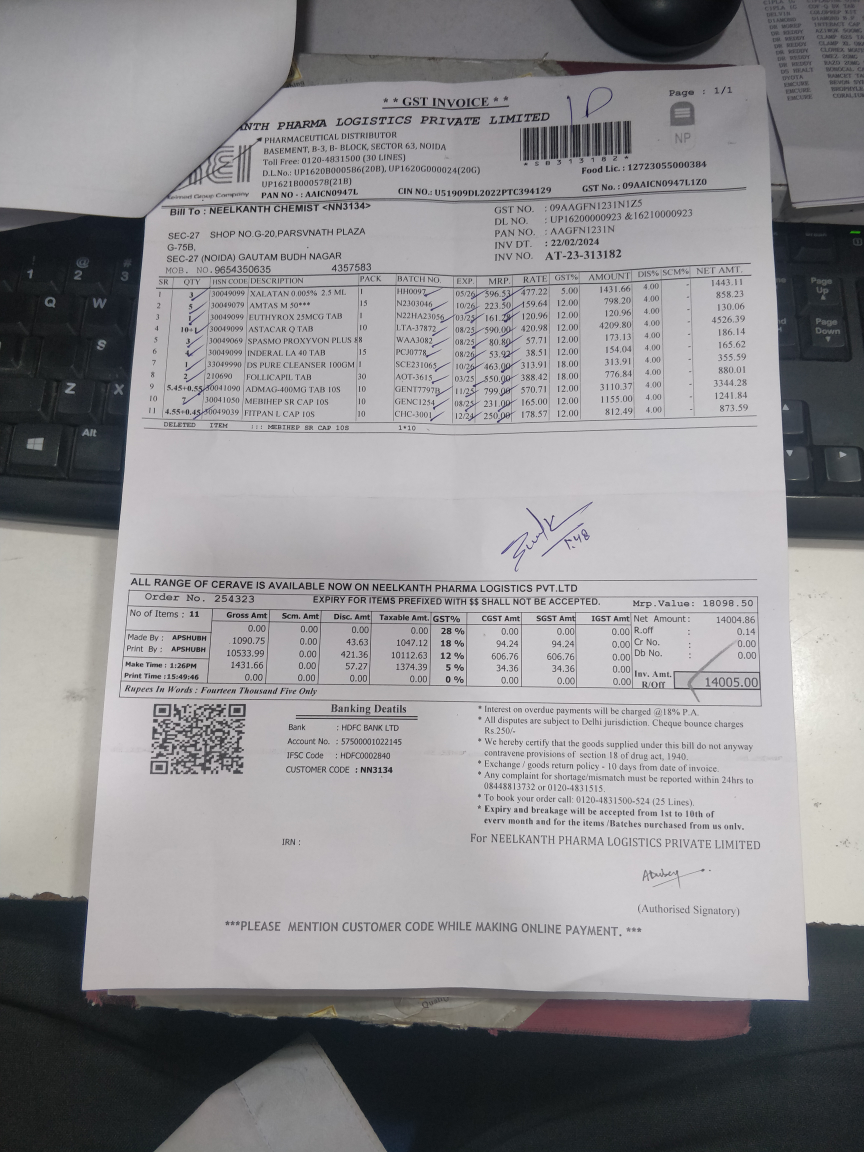 * * GST INVOICE * *
Page : 1/1
ANTH PHARMA LOGISTICS PRIVATE LIMITED
1D
NP
PHARMACEUTICAL DISTRIBUTOR
BASEMENT, B-3, B- BLOCK, SECTOR 63, NOIDA
Toll Free: 0120-4831500 (30 LINES)
* 5 8 3 1 3 1 8 2 *
D.L.No.: UP1620B000586(20B), UP1620G000024(20G)
Food Lic. : 12723055000384
UP1621B000578(21B)
PAN NO - : AAICN0947L
CIN NO.: U51909DL2022PTC394129
GST No. : 09AAICN0947L1Z0
Group Company
Bill To : NEELKANTH CHEMIST <NN3134>
GST NO. : 09AAGFN1231N1Z5
DL NO. : UP16200000923 &16210000923
SEC-27 SHOP NO.G-20,PARSVNATH PLAZA
PAN NO. : AAGFN1231N
G-75B,
INV DT. : 22/02/2024
SEC-27 (NOIDA) GAUTAM BUDH NAGAR
INV NO. AT-23-313182
MOB. NO. 9654350635 4357583
SR QTY HSN CODE DESCRIPTION PACK BATCH NO. EXP. MRP RATE GST% AMOUNT DIS% SCM% NET AMT.
1 3 30049099 XALATAN 0.005% 2.5 ML 1 HH0097 05/26 596.53 477.22 5.00 1431.66 4.00 - 1443.11
2 5 30049079 AMTAS M 50*** 15 N2303046 10/26 223.50 159.64 12.00 798.20 4.00 - 858.23
3 1 30049099 EUTHYROX 25MCG TAB 1 N22HA23056 03/25 161.28 120.96 12.00 120.96 4.00 - 130.06
4 10+1 30049099 ASTACAR Q TAB 10 LTA-37872 08/25 590.00 420.98 12.00 4209.80 4.00 - 4526.39
5 3 30049069 SPASMO PROXYVON PLUS 8 8 WAA3082 08/25 80.80 57.71 12.00 173.13 4.00 - 186.14
6 4 30049099 INDERAL LA 40 TAB 15 PCJ0778 08/26 53.92 38.51 12.00 154.04 4.00 - 165.62
7 1 33049990 DS PURE CLEANSER 100GM 1 SCE231065 10/26 463.00 313.91 18.00 313.91 4.00 - 355.59
8 2 210690 FOLLICAPIL TAB 30 AOT-3615 03/25 550.00 388.42 18.00 776.84 4.00 - 880.01
9 5.45+0.55 30041090 ADMAG-400MG TAB 10S 10 GENT7797B 11/25 799.00 570.71 12.00 3110.37 4.00 - 3344.28
10 7 30041050 MEBIHEP SR CAP 10S 10 GENC1254 08/25 231.00 165.00 12.00 1155.00 4.00 - 1241.84
11 4.55+0.45 30049039 FITPAN L CAP 10S 10 CHC-3001 12/24 250.00 178.57 12.00 812.49 4.00 - 873.59
DELETED ITEM ::: MEBIHEP SR CAP 10S 1*10
1:48
ALL RANGE OF CERAVE IS AVAILABLE NOW ON NEELKANTH PHARMA LOGISTICS PVT.LTD
Order No. 254323 EXPIRY FOR ITEMS PREFIXED WITH $$ SHALL NOT BE ACCEPTED. Mrp.Value: 18098.50
No of Items : 11 Gross Amt Scm. Amt Disc. Amt Taxable Amt. GST% CGST Amt SGST Amt IGST Amt Net Amount: 14004.86
0.00 0.00 0.00 0.00 28 % 0.00 0.00 0.00 R.off : 0.14
Made By : APSHUBH 1090.75 0.00 43.63 1047.12 18 % 94.24 94.24 0.00 Cr No. : 0.00
Print By : APSHUBH 10533.99 0.00 421.36 10112.63 12 % 606.76 606.76 0.00 Db No. : 0.00
Make Time : 1:26PM 1431.66 0.00 57.27 1374.39 5 % 34.36 34.36 0.00
Print Time :15:49:46 0.00 0.00 0.00 0.00 0 % 0.00 0.00 0.00 Inv. Amt. R/Off 14005.00
Rupees In Words : Fourteen Thousand Five Only
Banking Deatils
Bank : HDFC BANK LTD
Account No. : 57500001022145
IFSC Code : HDFC0002840
CUSTOMER CODE : NN3134
* Interest on overdue payments will be charged @18% P.A.
* All disputes are subject to Delhi jurisdiction. Cheque bounce charges
Rs.250/-
* We hereby certify that the goods supplied under this bill do not anyway
contravene provisions of section 18 of drug act, 1940.
* Exchange / goods return policy - 10 days from date of invoice.
* Any complaint for shortage/mismatch must be reported within 24hrs to
08448813732 or 0120-4831515.
* To book your order call: 0120-4831500-524 (25 Lines).
* Expiry and breakage will be accepted from 1st to 10th of
every month and for the items /Batches purchased from us only.
IRN :
For NEELKANTH PHARMA LOGISTICS PRIVATE LIMITED
(Authorised Signatory)
***PLEASE MENTION CUSTOMER CODE WHILE MAKING ONLINE PAYMENT. ***
Page Up
Page Down
Alt
Q
W
Z
S
X
1
2
@
3
#